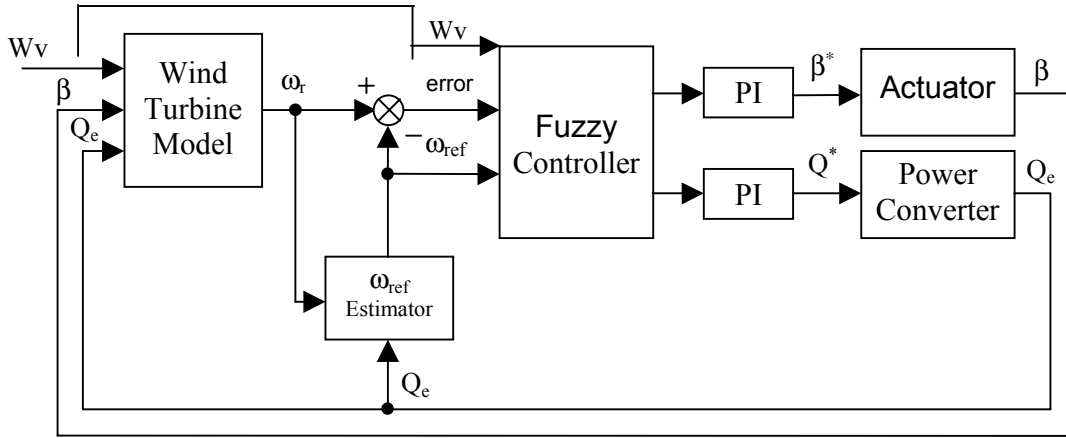 Wv
β
Qe
Wind
Turbine
Model
ωr
+
−
error
ωref
Wv
Fuzzy
Controller
PI
β*
Actuator
β
PI
Q*
Power
Converter
Qe
ωref
Estimator
Qe